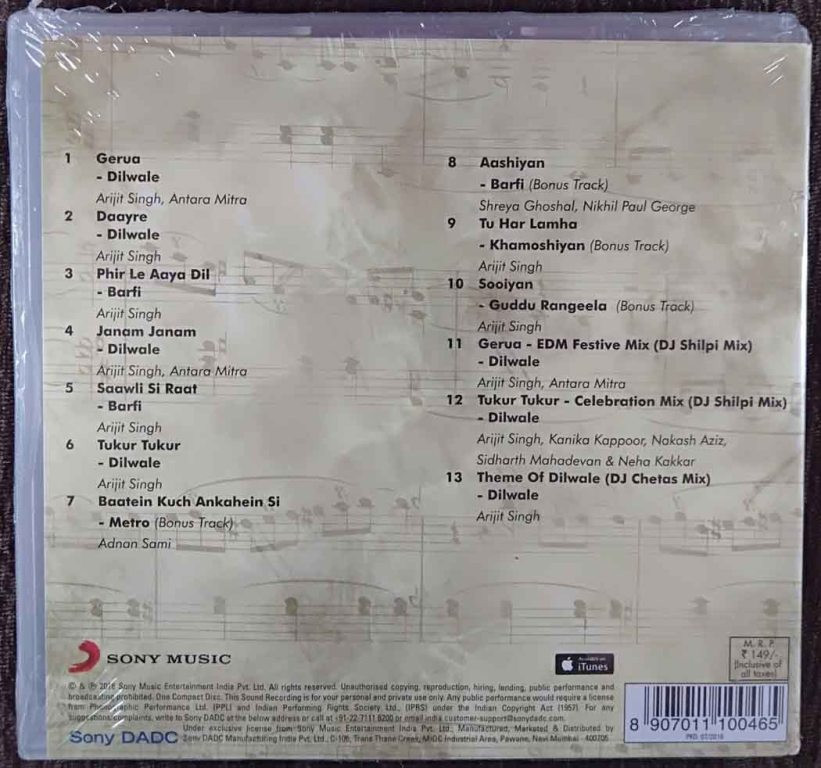 1 Gerua
- Dilwale
Arijit Singh, Antara Mitra
2 Daayre
- Dilwale
Arijit Singh
3 Phir Le Aaya Dil
- Barfi
Arijit Singh
4 Janam Janam
- Dilwale
Arijit Singh, Antara Mitra
5 Saawli Si Raat
- Barfi
Arijit Singh
6 Tukur Tukur
- Dilwale
Arijit Singh
7 Baatein Kuch Ankahein Si
- Metro (Bonus Track)
Adnan Sami
8 Aashiyan
- Barfi (Bonus Track)
Shreya Ghoshal, Nikhil Paul George
9 Tu Har Lamha
- Khamoshiyan (Bonus Track)
Arijit Singh
10 Sooiyan
- Guddu Rangeela (Bonus Track)
Arijit Singh
11 Gerua - EDM Festive Mix (DJ Shilpi Mix)
- Dilwale
Arijit Singh, Antara Mitra
12 Tukur Tukur - Celebration Mix (DJ Shilpi Mix)
- Dilwale
Arijit Singh, Kanika Kappoor, Nakash Aziz,
Sidharth Mahadevan & Neha Kakkar
13 Theme Of Dilwale (DJ Chetas Mix)
- Dilwale
Arijit Singh
SONY MUSIC
Available on
iTunes
M. R. P.
₹ 149/-
(Inclusive of
all taxes)
© & ℗ 2016 Sony Music Entertainment India Pvt. Ltd. All rights reserved. Unauthorised copying, reproduction, hiring, lending, public performance and
broadcasting prohibited. One Compact Disc. This Sound Recording is for your personal and private use only. Any public performance would require a license
from Phonographic Performance Ltd. (PPL) and Indian Performing Rights Society Ltd., (IPRS) under the Indian Copyright Act (1957). For any
suggestions/complaints, write to Sony DADC at the below address or call at +91-22-7111 6200 or email india.customer-support@sonydadc.com.
Sony DADC
Under exclusive license from Sony Music Entertainment India Pvt. Ltd., Manufactured, Marketed & Distributed by
Sony DADC Manufacturing India Pvt. Ltd., C-106, Trans Thane Creek, MIDC Industrial Area, Pawane, Navi Mumbai - 400705.
8 907011 100465
PKD. 07/2016